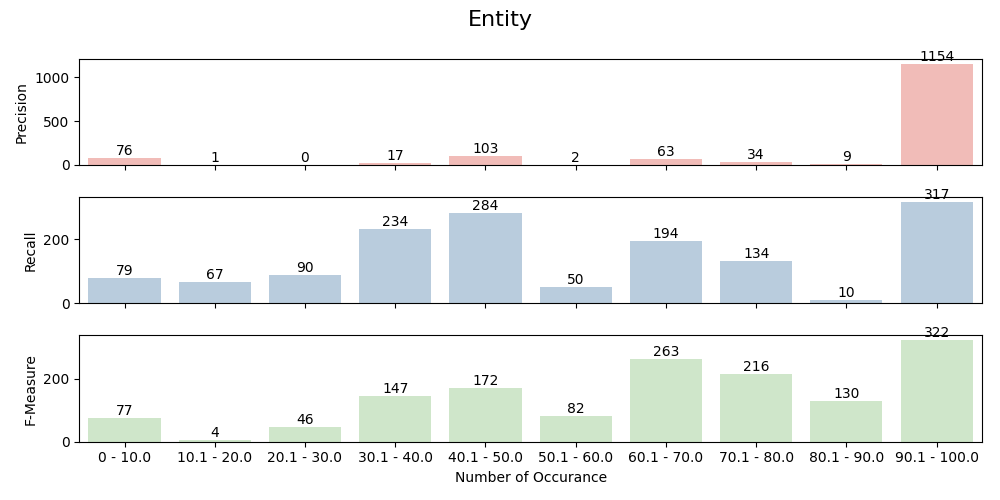 Entity
Precision
1000
500
0
76
1
0
17
103
2
63
34
9
1154
Recall
200
0
79
67
90
234
284
50
194
134
10
317
F-Measure
200
0
77
4
46
147
172
82
263
216
130
322
0 - 10.0
10.1 - 20.0
20.1 - 30.0
30.1 - 40.0
40.1 - 50.0
50.1 - 60.0
60.1 - 70.0
70.1 - 80.0
80.1 - 90.0
90.1 - 100.0
Number of Occurance